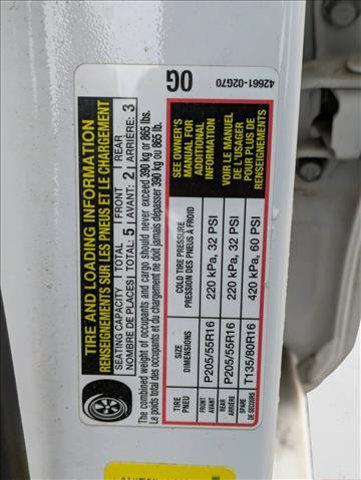 42661-02G70
OG
TIRE AND LOADING INFORMATION
RENSEIGNEMENTS SUR LES PNEUS ET LE CHARGEMENT
SEATING CAPACITY | TOTAL | FRONT | REAR
NOMBRE DE PLACES | TOTAL: 5 | AVANT: 2 | ARRIÈRE: 3
The combined weight of occupants and cargo should never exceed 390 kg or 865 lbs.
Le poids total des occupants et du chargement ne doit jamais dépasser 390 kg ou 865 lb.
TIRE
PNEU
SIZE
DIMENSIONS
COLD TIRE PRESSURE
PRESSION DES PNEUS À FROID
FRONT
AVANT
P205/55R16
220 kPa, 32 PSI
REAR
ARRIÈRE
P205/55R16
220 kPa, 32 PSI
SPARE
DE SECOURS
T135/80R16
420 kPa, 60 PSI
SEE OWNER'S
MANUAL FOR
ADDITIONAL
INFORMATION
VOIR LE MANUEL
DE L'USAGER
POUR PLUS DE
RENSEIGNEMENTS